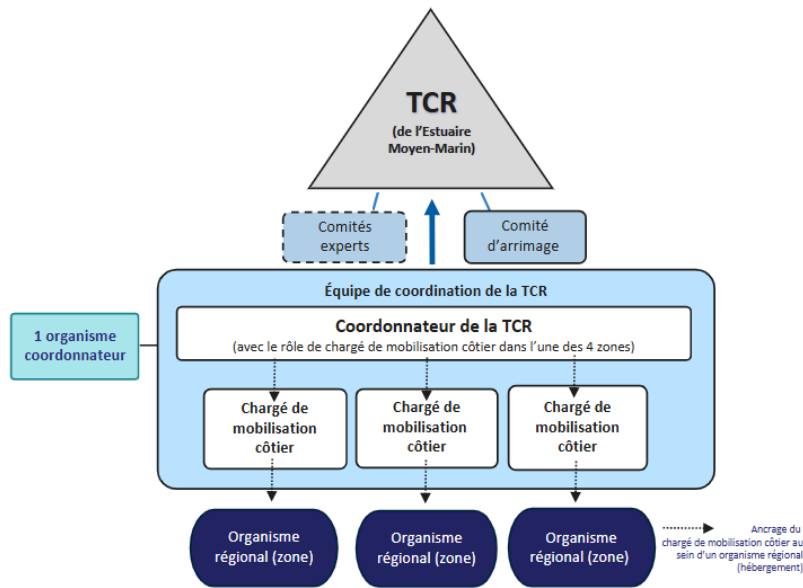 TCR
(de l'Estuaire
Moyen-Marin)
Comités
experts
Comité
d'arrimage
Équipe de coordination de la TCR
1 organisme
coordonnateur
Coordonnateur de la TCR
(avec le rôle de chargé de mobilisation côtier dans l'une des 4 zones)
Chargé de
mobilisation
côtier
Chargé de
mobilisation
côtier
Chargé de
mobilisation
côtier
Organisme
régional (zone)
Organisme
régional (zone)
Organisme
régional (zone)
Ancrage du
chargé de mobilisation côtier au
sein d'un organisme régional
(hébergement)